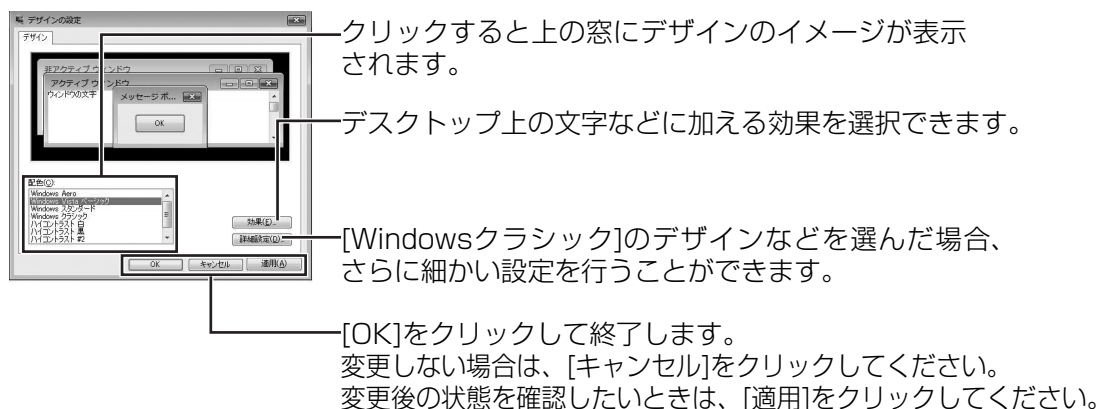 デザインの設定
デザイン
非アクティブ ウィンドウ
アクティブ ウィンドウ
ウィンドウの文字
メッセージ ボ...
OK
配色(C):
Windows Aero
Windows Vista ベーシック
Windows スタンダード
Windows クラシック
ハイコントラスト 白
ハイコントラスト 黒
ハイコントラスト #2
効果(E)...
詳細設定(D)...
OK
キャンセル
適用(A)
クリックすると上の窓にデザインのイメージが表示
されます。
デスクトップ上の文字などに加える効果を選択できます。
[Windowsクラシック]のデザインなどを選んだ場合、
さらに細かい設定を行うことができます。
[OK]をクリックして終了します。
変更しない場合は、[キャンセル]をクリックしてください。
変更後の状態を確認したいときは、[適用]をクリックしてください。